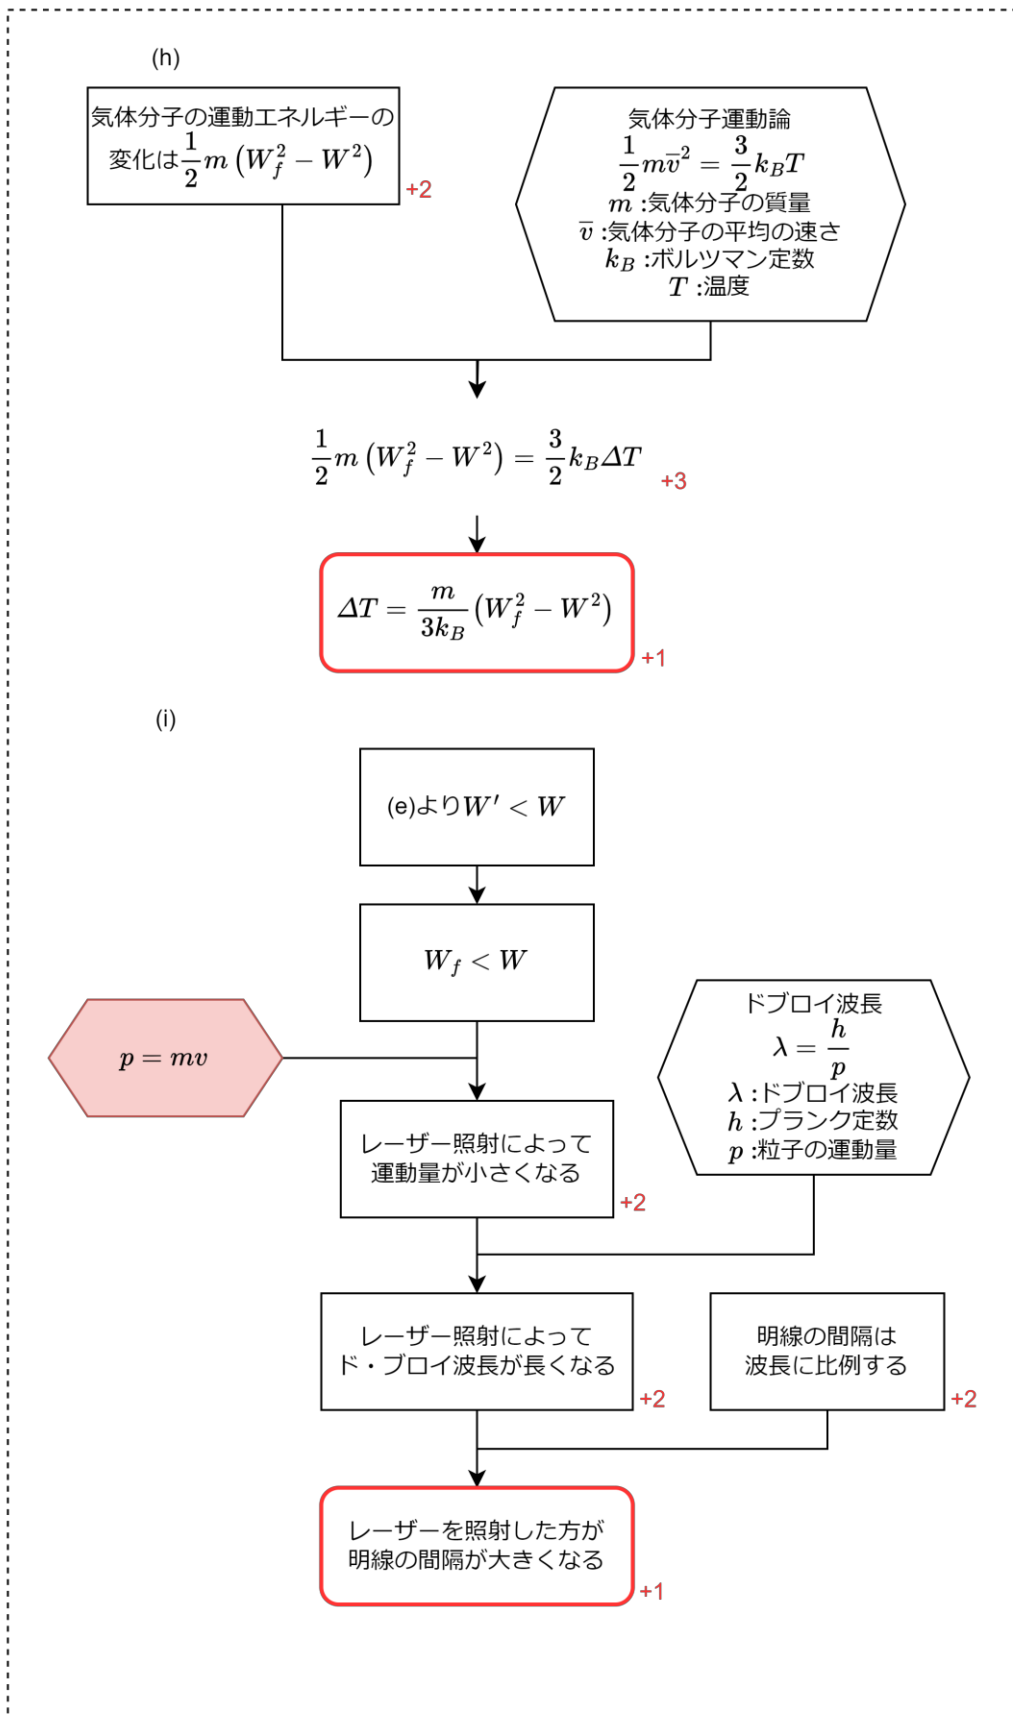 (h)
気体分子の運動エネルギーの
変化は$\frac{1}{2}m\left(W_f^2-W^2\right)$
+2
気体分子運動論
$\frac{1}{2}m\overline{v}^2=\frac{3}{2}k_BT$
$m$:気体分子の質量
$\overline{v}$:気体分子の平均の速さ
$k_B$:ボルツマン定数
$T$:温度
$\frac{1}{2}m\left(W_f^2-W^2\right)=\frac{3}{2}k_B\Delta T$
+3
$\Delta T=\frac{m}{3k_B}\left(W_f^2-W^2\right)$
+1
(i)
(e)より$W'<W$
$W_f<W$
$p=mv$
ドブロイ波長
$\lambda=\frac{h}{p}$
$\lambda$:ドブロイ波長
$h$:プランク定数
$p$:粒子の運動量
レーザー照射によって
運動量が小さくなる
+2
レーザー照射によって
ド・ブロイ波長が長くなる
+2
明線の間隔は
波長に比例する
+2
レーザーを照射した方が
明線の間隔が大きくなる
+1